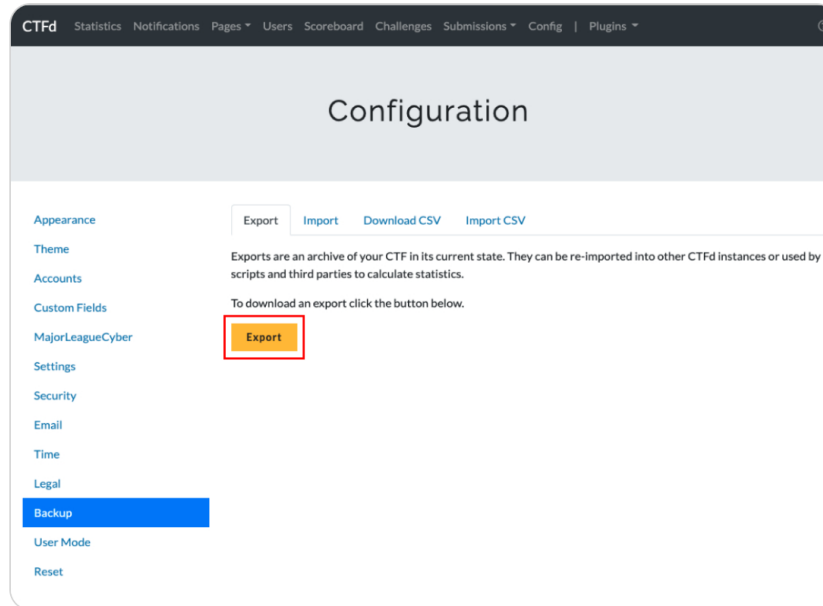 CTFd Statistics Notifications Pages Users Scoreboard Challenges Submissions Config | Plugins
Configuration
Appearance
Theme
Accounts
Custom Fields
MajorLeagueCyber
Settings
Security
Email
Time
Legal
Backup
User Mode
Reset
Export Import Download CSV Import CSV
Exports are an archive of your CTF in its current state. They can be re-imported into other CTFd instances or used by
scripts and third parties to calculate statistics.
To download an export click the button below.
Export